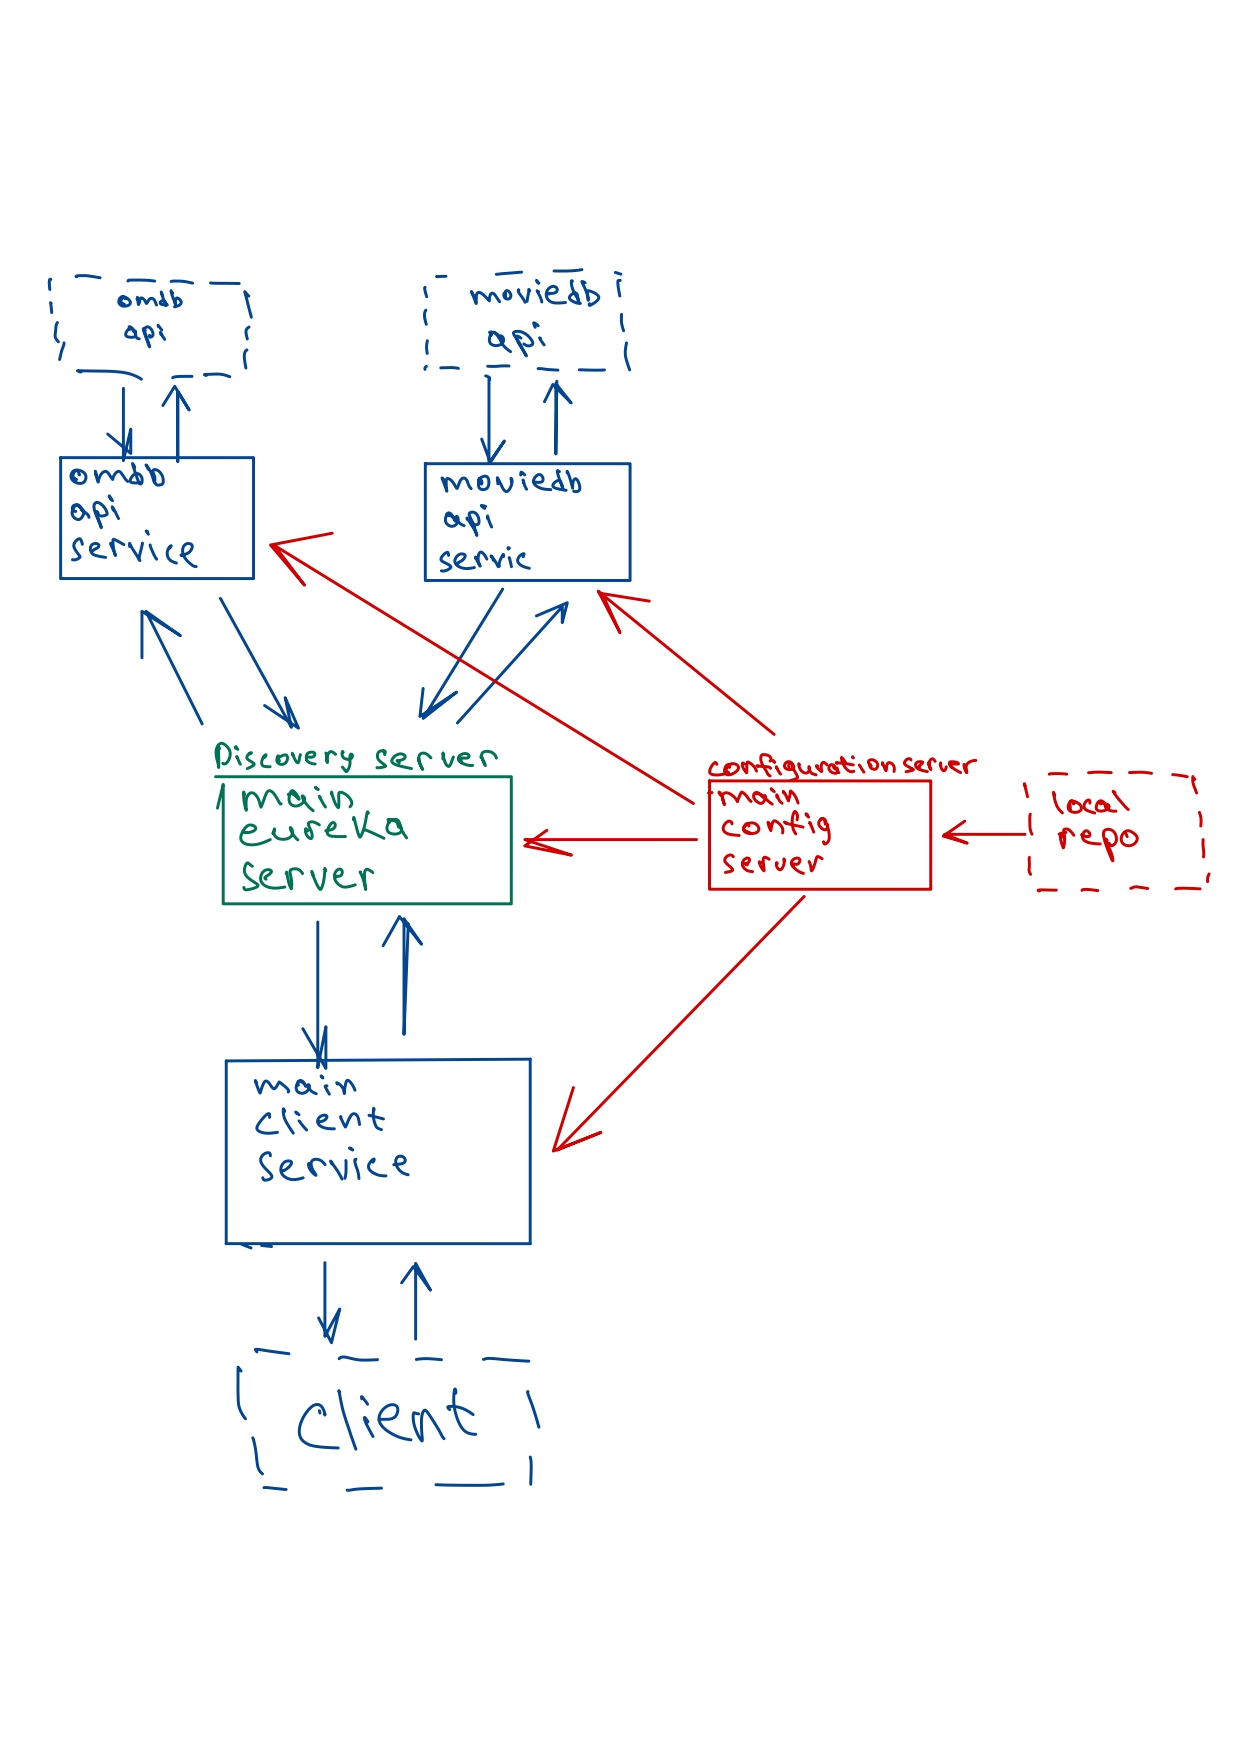 omdb
api
moviedb
api
omdb
api
service
moviedb
api
servic
Discovery server
main
eureka
server
configuration server
main
config
server
local
repo
main
client
service
client